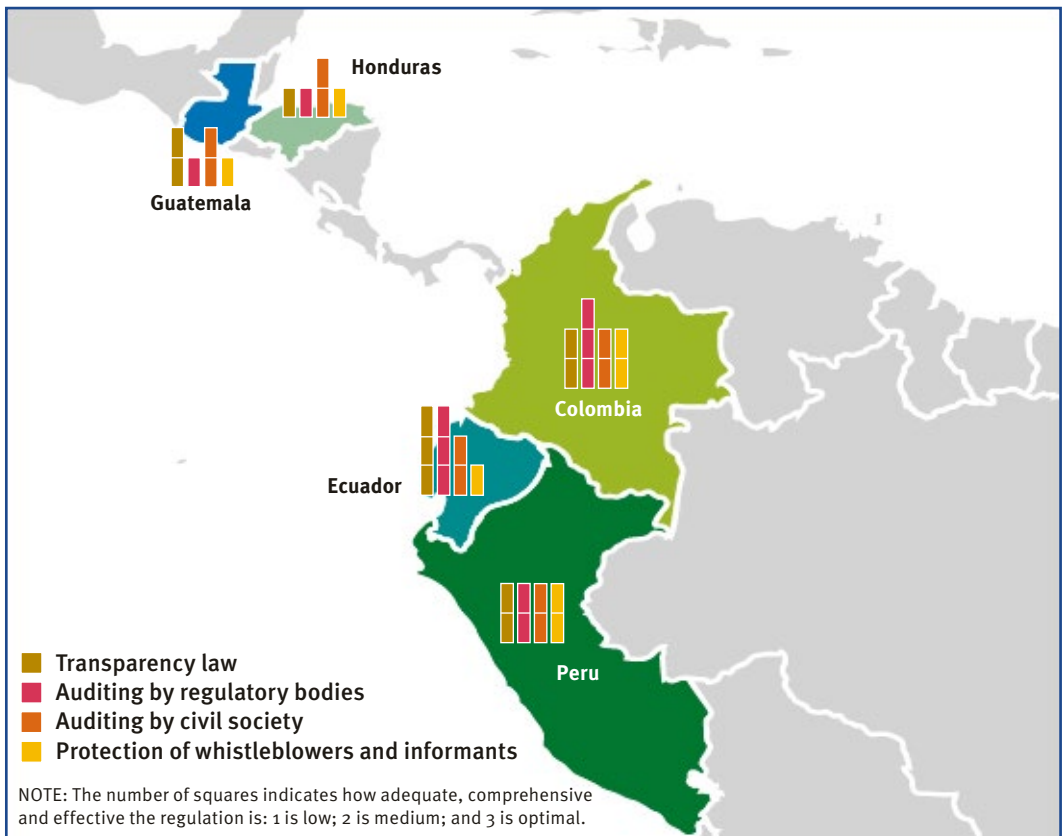 Honduras
Guatemala
Colombia
Ecuador
Peru
Transparency law
Auditing by regulatory bodies
Auditing by civil society
Protection of whistleblowers and informants
NOTE: The number of squares indicates how adequate, comprehensive
and effective the regulation is: 1 is low; 2 is medium; and 3 is optimal.